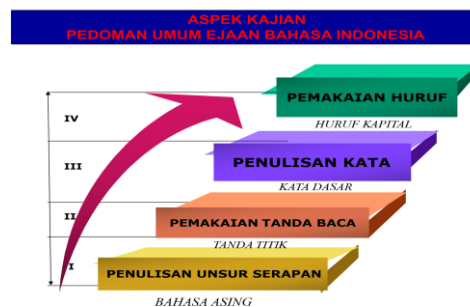 ASPEK KAJIAN
PEDOMAN UMUM EJAAN BAHASA INDONESIA
IV
PEMAKAIAN HURUF
HURUF KAPITAL
III
PENULISAN KATA
KATA DASAR
II
PEMAKAIAN TANDA BACA
TANDA TITIK
I
PENULISAN UNSUR SERAPAN
BAHASA ASING